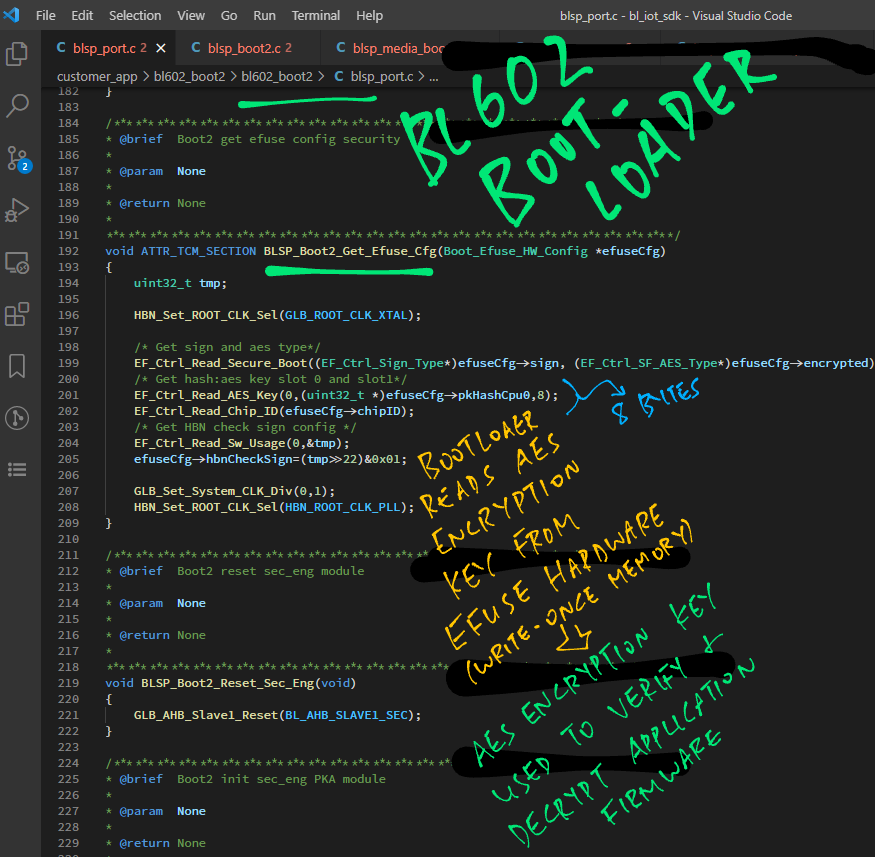 File Edit Selection View Go Run Terminal Help blsp_port.c - bl_iot_sdk - Visual Studio Code
C blsp_port.c 2 × C blsp_boot2.c 2 C blsp_media_boo
customer_app > bl602_boot2 > bl602_boot2 > C blsp_port.c > ...
BL602
BOOT-
LOADER
182 }
183
184 /****************************************
185 * @brief Boot2 get efuse config security
186 *
187 * @param None
188 *
189 * @return None
190 *
191 *******************************************************************************/
192 void ATTR_TCM_SECTION BLSP_Boot2_Get_Efuse_Cfg(Boot_Efuse_HW_Config *efuseCfg)
193 {
194 uint32_t tmp;
195
196 HBN_Set_ROOT_CLK_Sel(GLB_ROOT_CLK_XTAL);
197
198 /* Get sign and aes type*/
199 EF_Ctrl_Read_Secure_Boot((EF_Ctrl_Sign_Type*)efuseCfg->sign, (EF_Ctrl_SF_AES_Type*)efuseCfg->encrypted)
200 /* Get hash:aes key slot 0 and slot1*/
201 EF_Ctrl_Read_AES_Key(0,(uint32_t *)efuseCfg->pkHashCpu0,8);
202 EF_Ctrl_Read_Chip_ID(efuseCfg->chipID);
203 /* Get HBN check sign config */
204 EF_Ctrl_Read_Sw_Usage(0,&tmp);
205 efuseCfg->hbnCheckSign=(tmp>>22)&0x01;
206
207 GLB_Set_System_CLK_Div(0,1);
208 HBN_Set_ROOT_CLK_Sel(HBN_ROOT_CLK_PLL);
209 }
210
8 BYTES
BOOTLOAER
READS AES
ENCRYPTION
KEY FROM
EFUSE HARDWARE
(WRITE-ONCE MEMORY)
211 /****************************************
212 * @brief Boot2 reset sec_eng module
213 *
214 * @param None
215 *
216 * @return None
217 *
218 *******************************************
219 void BLSP_Boot2_Reset_Sec_Eng(void)
220 {
221 GLB_AHB_Slave1_Reset(BL_AHB_SLAVE1_SEC);
222 }
223
AES ENCRYPTION KEY
USED TO VERIFY &
DECRYPT APPLICATION
FIRMWARE
224 /*******************************************
225 * @brief Boot2 init sec_eng PKA module
226 *
227 * @param None
228 *
229 * @return None
2